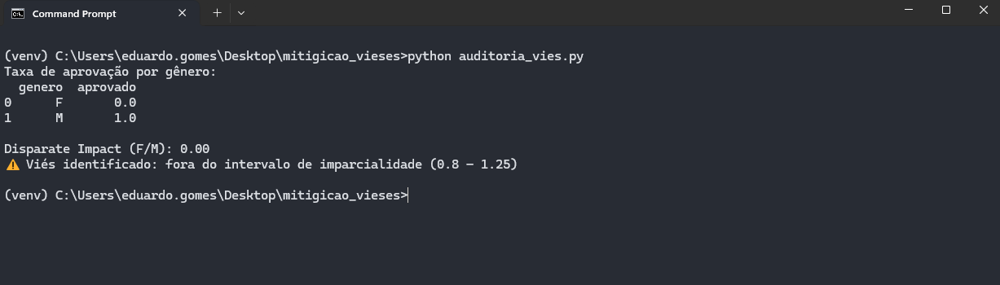 Command Prompt
(venv) C:\Users\eduardo.gomes\Desktop\mitigicao_vieses>python auditoria_vies.py
Taxa de aprovação por gênero:
  genero  aprovado
0      F       0.0
1      M       1.0
Disparate Impact (F/M): 0.00
⚠️ Viés identificado: fora do intervalo de imparcialidade (0.8 – 1.25)
(venv) C:\Users\eduardo.gomes\Desktop\mitigicao_vieses>